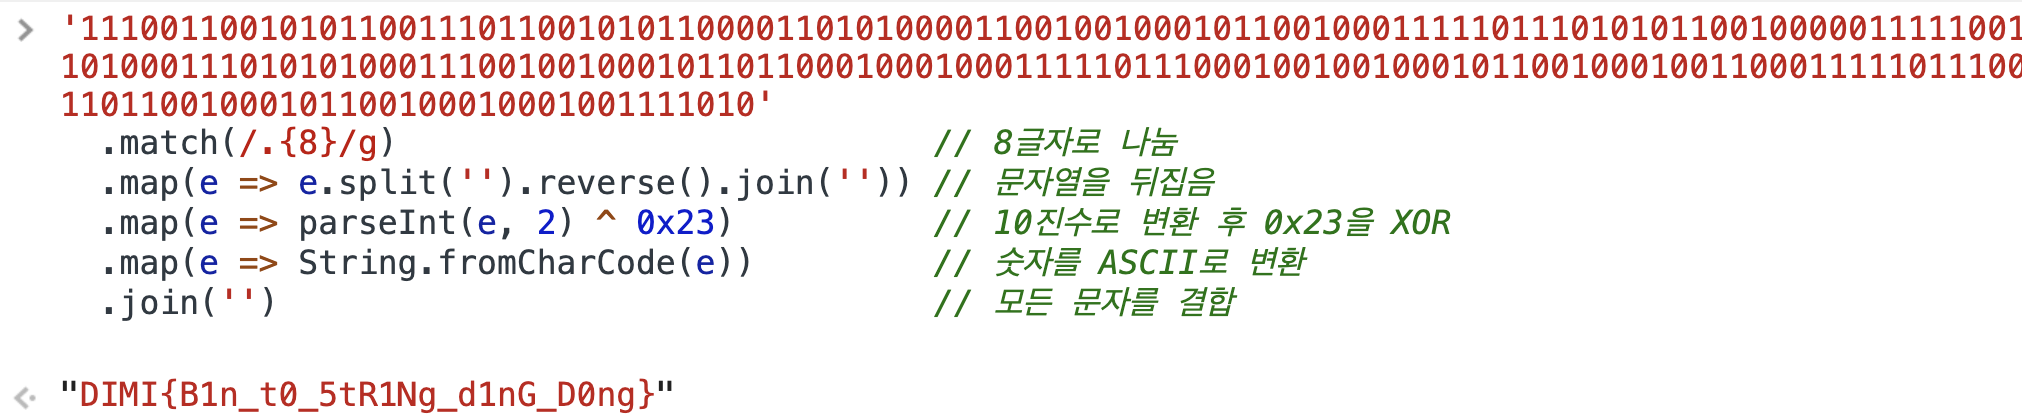 '11100110010101100111011001010110000110101000011001001000101100100011111011101010110010000011111001
101000111010101000111001001000101101100010001000111110111000100100100010110010001001100011111011100
11011001000101100100010001001111010'
.match(/.{8}/g) // 8글자로 나눔
.map(e => e.split('').reverse().join('')) // 문자열을 뒤집음
.map(e => parseInt(e, 2) ^ 0x23) // 10진수로 변환 후 0x23을 XOR
.map(e => String.fromCharCode(e)) // 숫자를 ASCII로 변환
.join('') // 모든 문자를 결합
"DIMI{B1n_t0_5tR1Ng_d1nG_D0ng}"